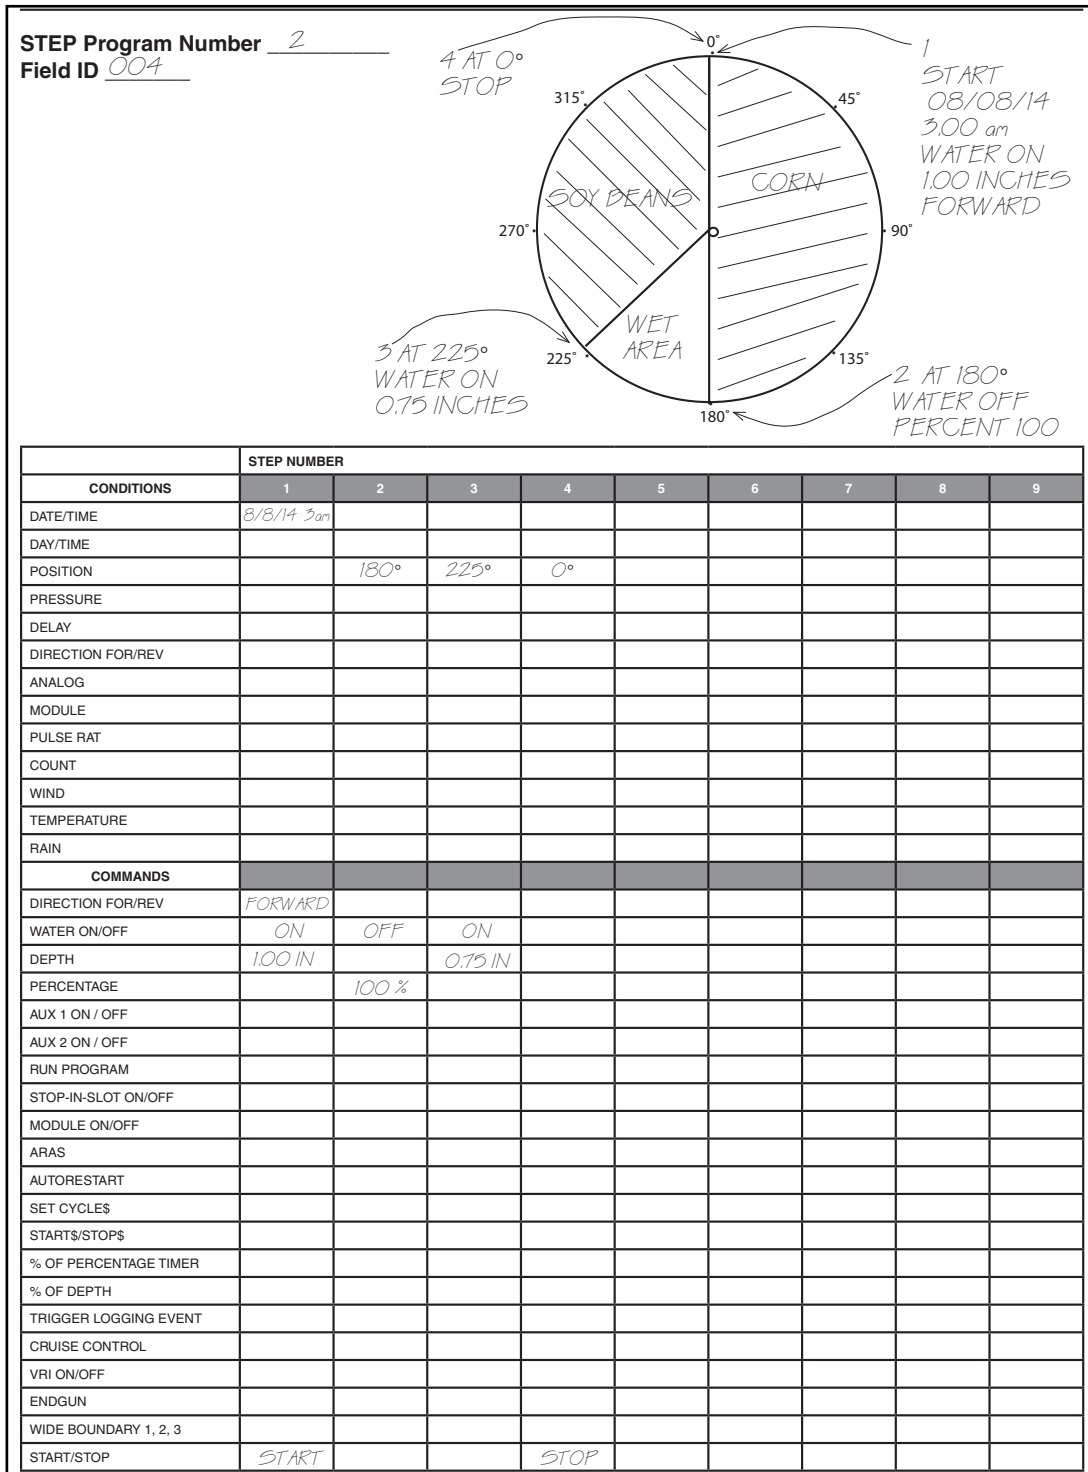 STEP Program Number 2
Field ID 004
4 AT 0°
STOP
1
START
08/08/14
3.00 am
WATER ON
1.00 INCHES
FORWARD
0°
45°
90°
135°
180°
225°
270°
315°
SOY BEANS
CORN
WET
AREA
3 AT 225°
WATER ON
0.75 INCHES
2 AT 180°
WATER OFF
PERCENT 100
STEP NUMBER
CONDITIONS 1 2 3 4 5 6 7 8 9
DATE/TIME 8/8/14 3am
DAY/TIME
POSITION 180° 225° 0°
PRESSURE
DELAY
DIRECTION FOR/REV
ANALOG
MODULE
PULSE RAT
COUNT
WIND
TEMPERATURE
RAIN
COMMANDS
DIRECTION FOR/REV FORWARD
WATER ON/OFF ON OFF ON
DEPTH 1.00 IN 0.75 IN
PERCENTAGE 100 %
AUX 1 ON / OFF
AUX 2 ON / OFF
RUN PROGRAM
STOP-IN-SLOT ON/OFF
MODULE ON/OFF
ARAS
AUTORESTART
SET CYCLE$
START$/STOP$
% OF PERCENTAGE TIMER
% OF DEPTH
TRIGGER LOGGING EVENT
CRUISE CONTROL
VRI ON/OFF
ENDGUN
WIDE BOUNDARY 1, 2, 3
START/STOP START STOP